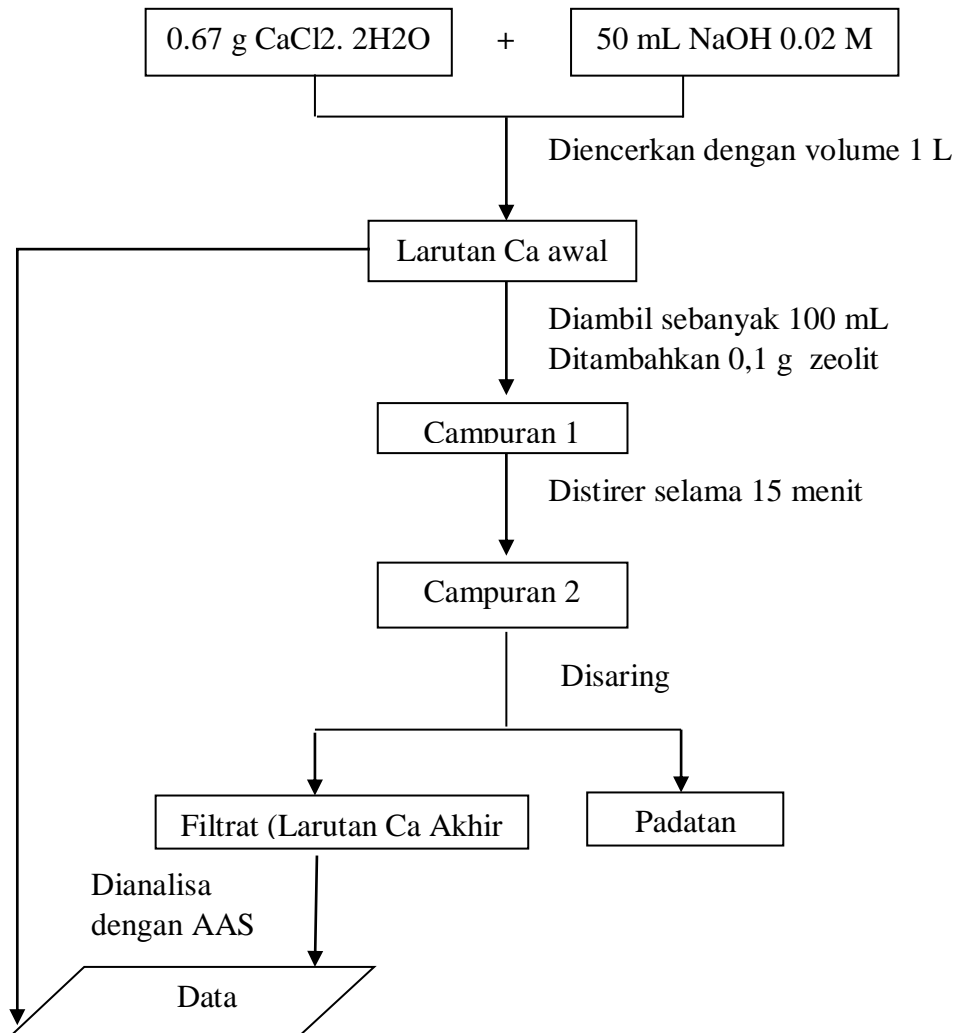 0.67 g CaCl2. 2H2O + 50 mL NaOH 0.02 M
Diencerkan dengan volume 1 L
Larutan Ca awal
Diambil sebanyak 100 mL
Ditambahkan 0,1 g zeolit
Campuran 1
Distirer selama 15 menit
Campuran 2
Disaring
Filtrat (Larutan Ca Akhir
Padatan
Dianalisa
dengan AAS
Data